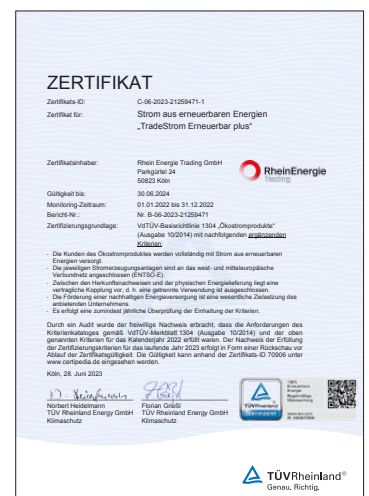 ZERTIFIKAT
Zertifikats-ID: C-06-2023-21259471-1
Zertifikat für: Strom aus erneuerbaren Energien
„TradeStrom Erneuerbar plus“
Zertifikatsinhaber: Rhein Energie Trading GmbH
Parkgürtel 24
50823 Köln
RheinEnergie
Trading
Gültigkeit bis: 30.06.2024
Monitoring-Zeitraum: 01.01.2022 bis 31.12.2022
Bericht-Nr.: Nr. B-06-2023-21259471
Zertifizierungsgrundlage: VdTÜV-Basisrichtlinie 1304 „Ökostromprodukte“
(Ausgabe 10/2014) mit nachfolgenden ergänzenden
Kriterien:
- Die Kunden des Ökostromproduktes werden vollständig mit Strom aus erneuerbaren
Energien versorgt.
- Die jeweiligen Stromerzeugungsanlagen sind an das west- und mitteleuropäische
Verbundnetz angeschlossen (ENTSO-E).
- Zwischen den Herkunftnachweisen und der physischen Energielieferung liegt eine
vertragliche Kopplung vor, d. h. eine getrennte Verwendung ist ausgeschlossen.
- Die Förderung einer nachhaltigen Energieversorgung ist eine wesentliche Zielsetzung des
anbietenden Unternehmens.
- Es erfolgt eine zumindest jährliche Überprüfung der Einhaltung der Kriterien.
Durch ein Audit wurde der freiwillige Nachweis erbracht, dass die Anforderungen des
Kriterienkataloges gemäß VdTÜV-Merkblatt 1304 (Ausgabe 10/2014) und der oben
genannten Kriterien für das Kalenderjahr 2022 erfüllt waren. Der Nachweis der Erfüllung
der Zertifizierungskriterien für das laufende Jahr 2023 erfolgt in Form einer Rückschau vor
Ablauf der Zertifikatsgültigkeit. Die Gültigkeit kann anhand der Zertifikats-ID 70906 unter
www.certipedia.de eingesehen werden.
Köln, 28. Juni 2023
Norbert Heidelmann
TÜV Rheinland Energy GmbH
Klimaschutz
Florian Grießl
TÜV Rheinland Energy GmbH
Klimaschutz
TÜVRheinland
ZERTIFIZIERT
100%
Erneuerbare
Energie
Regelmäßige
Überwachung
www.tuv.com
TÜVRheinland®
Genau. Richtig.